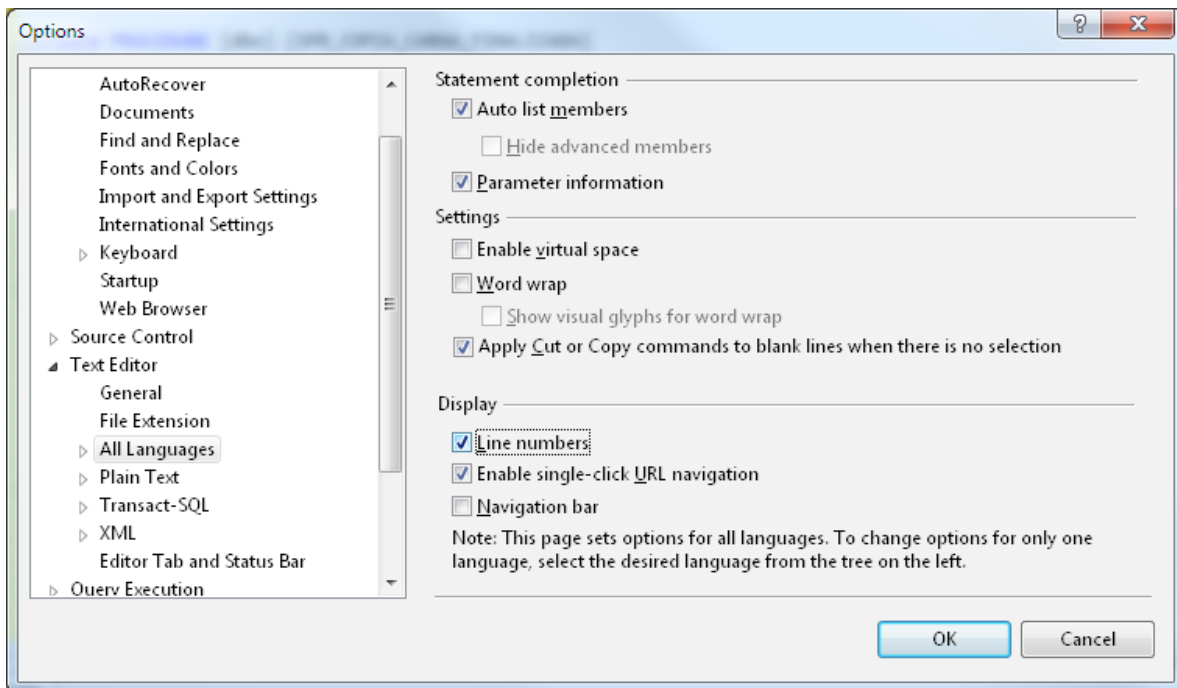 Options
AutoRecover
Documents
Find and Replace
Fonts and Colors
Import and Export Settings
International Settings
Keyboard
Startup
Web Browser
Source Control
Text Editor
General
File Extension
All Languages
Plain Text
Transact-SQL
XML
Editor Tab and Status Bar
Query Execution
Statement completion
Auto list members
Hide advanced members
Parameter information
Settings
Enable virtual space
Word wrap
Show visual glyphs for word wrap
Apply Cut or Copy commands to blank lines when there is no selection
Display
Line numbers
Enable single-click URL navigation
Navigation bar
Note: This page sets options for all languages. To change options for only one
language, select the desired language from the tree on the left.
OK
Cancel